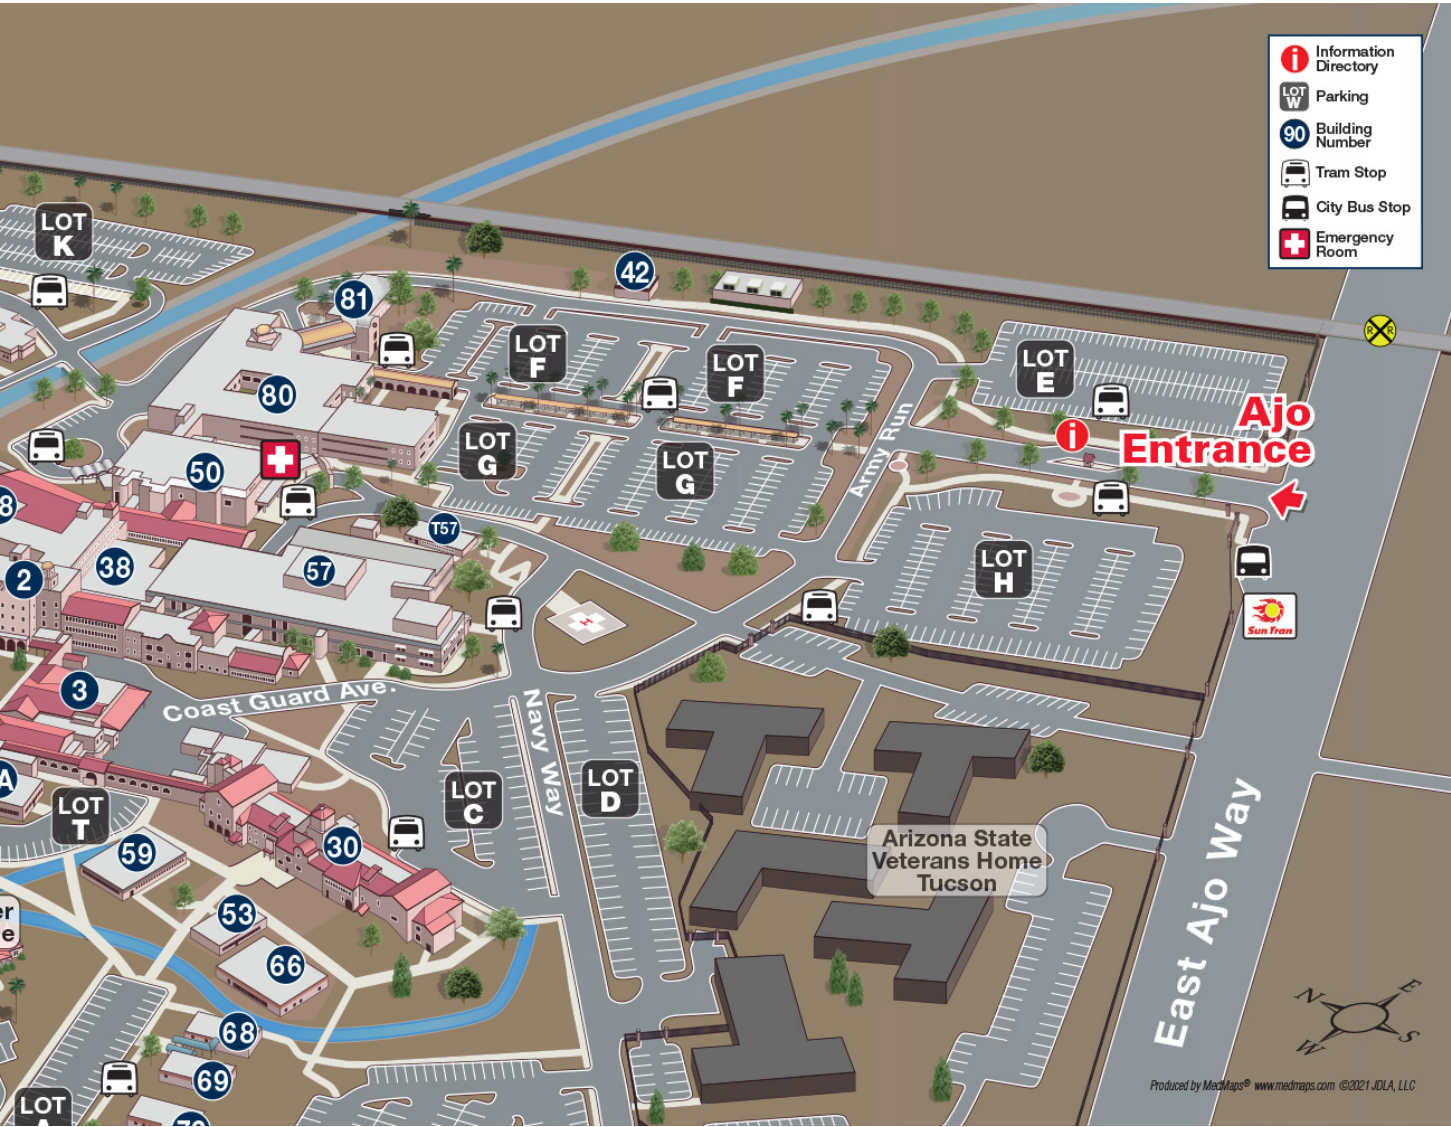 i Information
Directory
LOT
W Parking
90 Building
Number
Tram Stop
City Bus Stop
Emergency
Room
R R
LOT
K
42
81
LOT
F
LOT
F
LOT
E
80
Ajo
Entrance
i
LOT
G
LOT
G
Army Run
50
8
T57
LOT
H
38
57
2
H
Sun Tran
3
Coast Guard Ave.
Navy Way
A
LOT
T
LOT
C
LOT
D
59
30
Arizona State
Veterans Home
Tucson
East Ajo Way
53
er
e
66
68
69
70
LOT
A
N
E
S
W
Produced by MedMaps® www.medmaps.com ©2021 JDLA, LLC